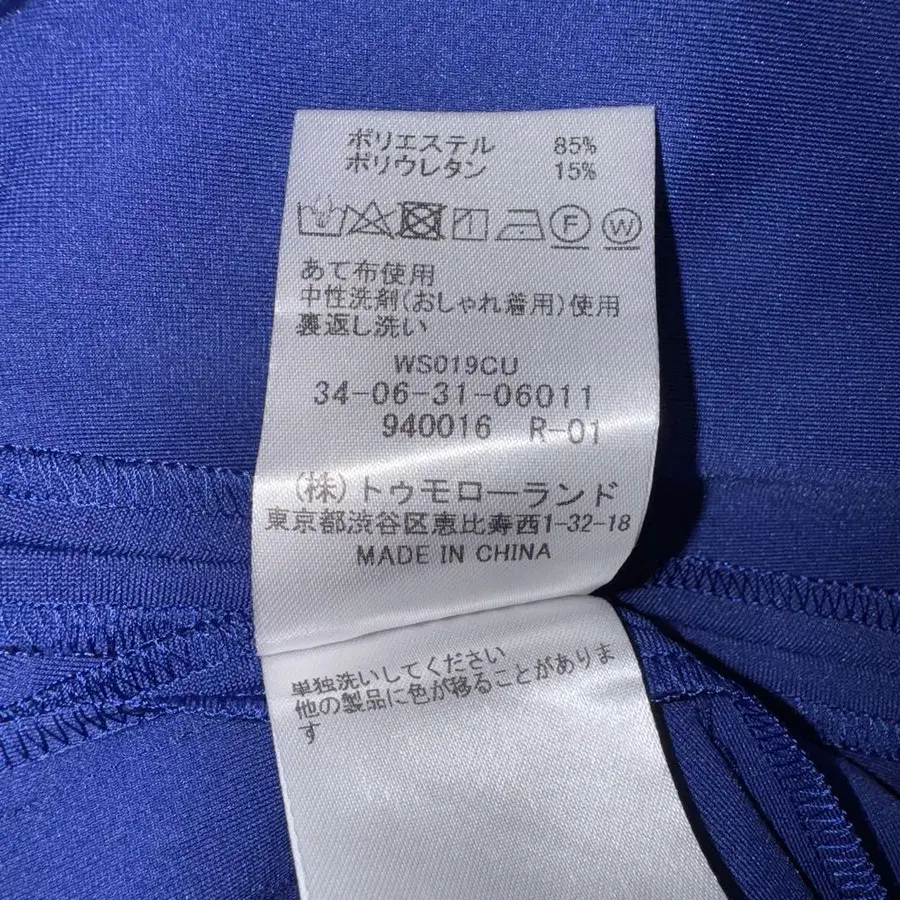 ポリエステル 85%
ポリウレタン 15%
F W
あて布使用
中性洗剤(おしゃれ着用)使用
裏返し洗い
WS019CU
34-06-31-06011
940016 R-01
(株)トゥモローランド
東京都渋谷区恵比寿西1-32-18
MADE IN CHINA
単独洗いしてください
他の製品に色が移ることがありま
す